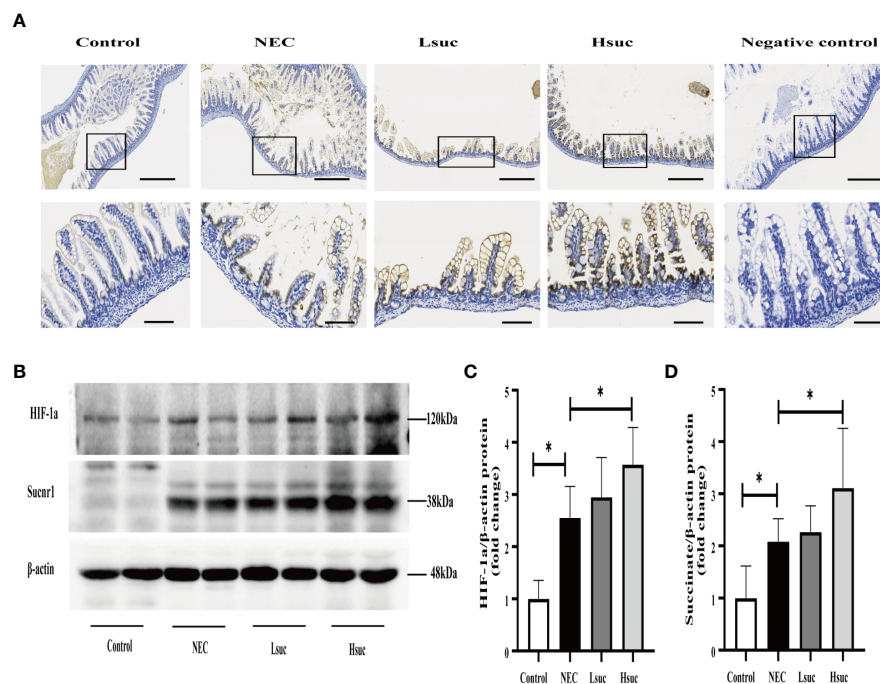 A
Control NEC Lsuc Hsuc Negative control
B
HIF-1a
120kDa
Sucnr1
38kDa
β-actin
48kDa
Control NEC Lsuc Hsuc
C
HIF-1a/β-actin protein
(fold change)
5
4
3
2
1
0
*
*
Control NEC Lsuc Hsuc
D
Succinate/β-actin protein
(fold change)
5
4
3
2
1
0
*
*
Control NEC Lsuc Hsuc